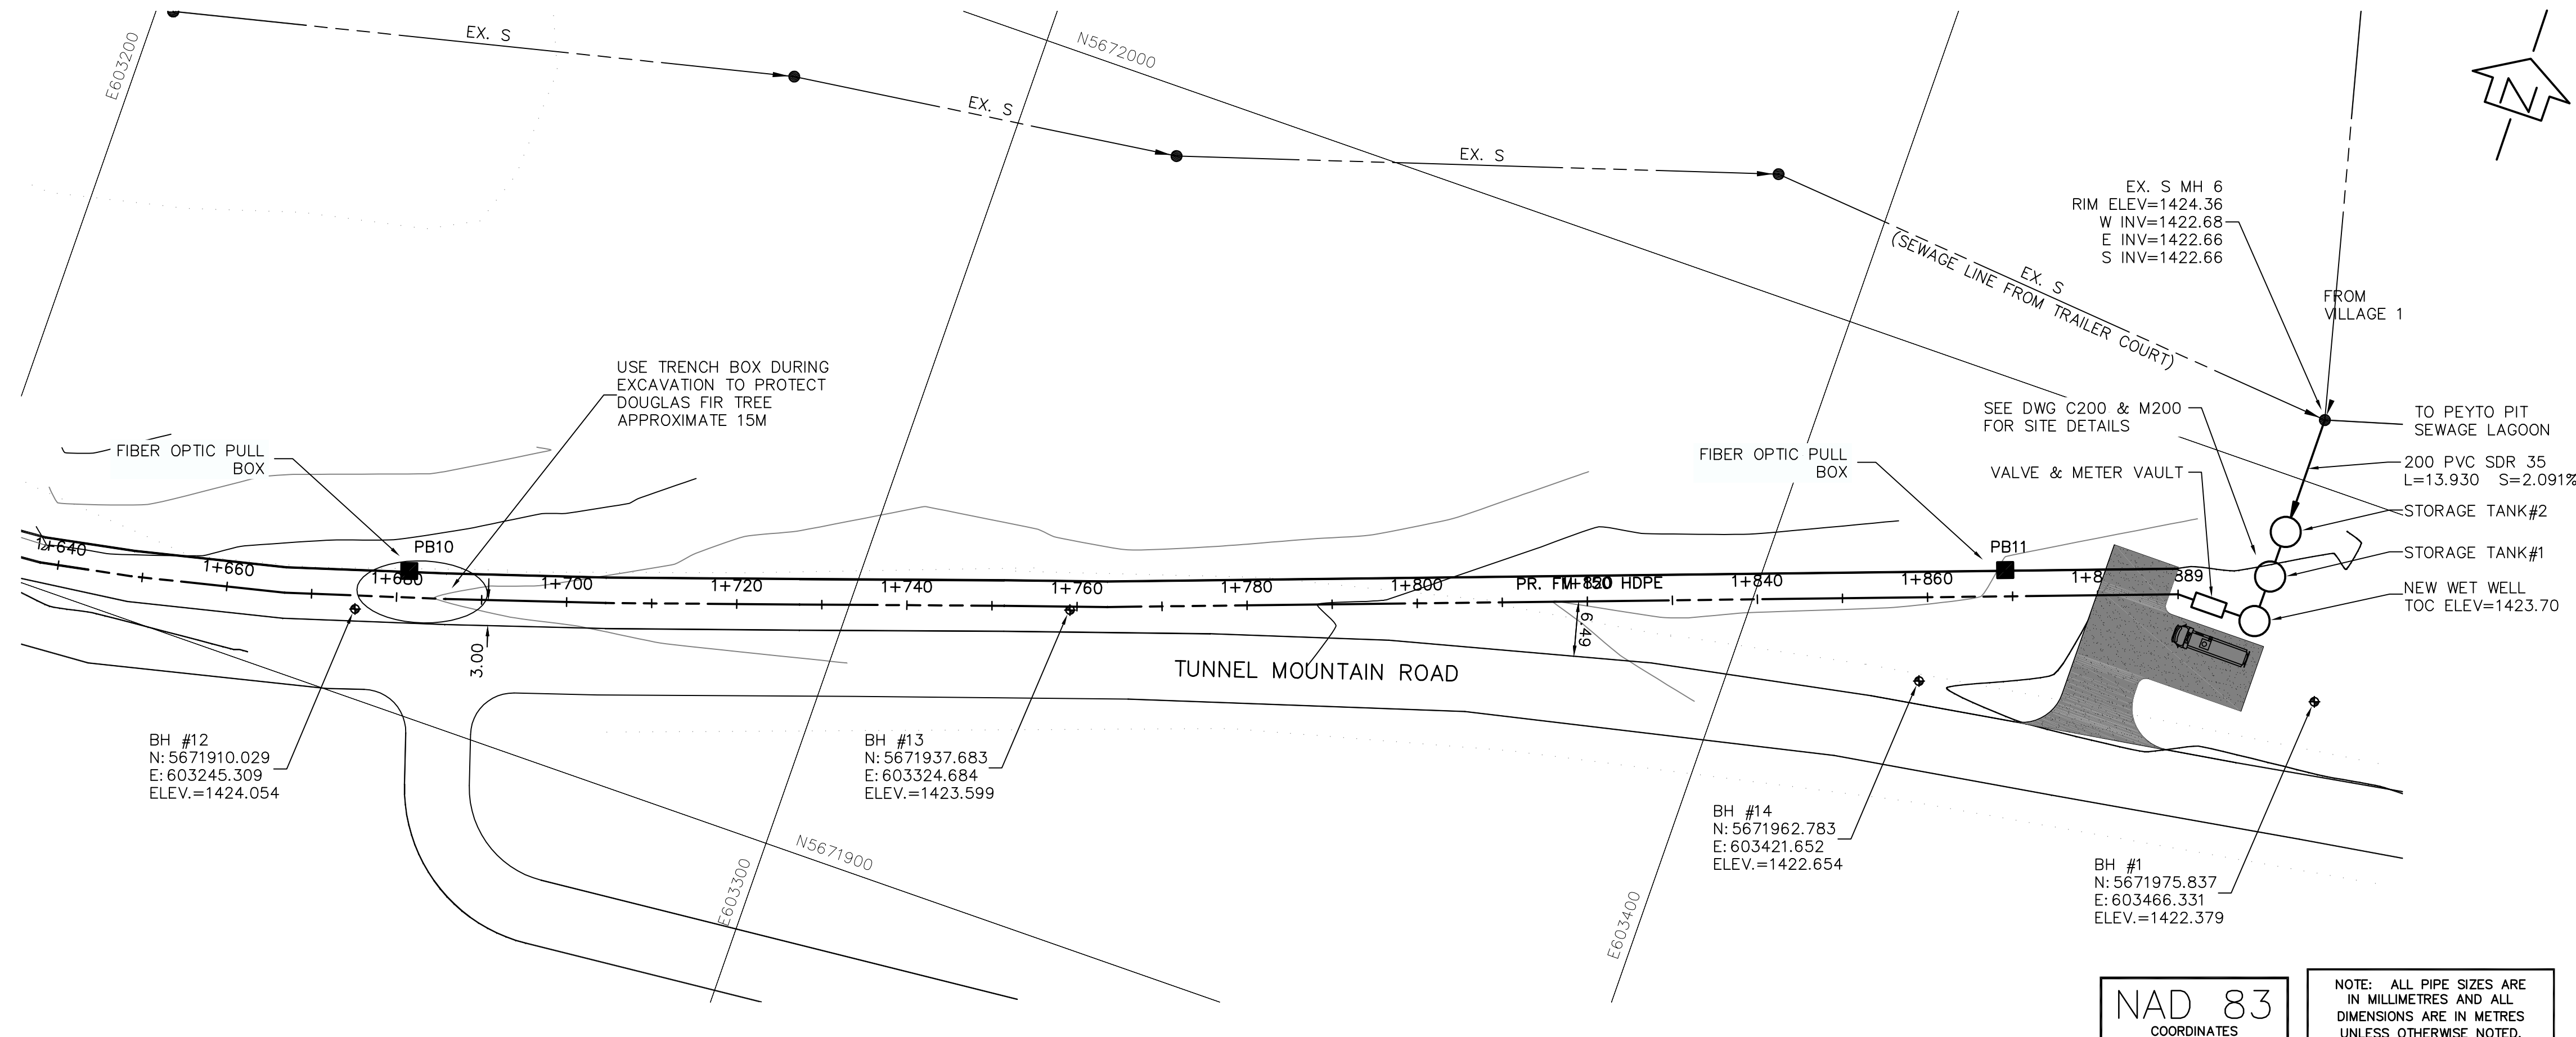 EX. S
E603200
N5672000
EX. S
EX. S
N
EX. S MH 6
RIM ELEV=1424.36
W INV=1422.68
E INV=1422.66
S INV=1422.66
EX. S
(SEWAGE LINE FROM TRAILER COURT)
FROM
VILLAGE 1
USE TRENCH BOX DURING
EXCAVATION TO PROTECT
DOUGLAS FIR TREE
APPROXIMATE 15M
SEE DWG C200 & M200
FOR SITE DETAILS
TO PEYTO PIT
SEWAGE LAGOON
FIBER OPTIC PULL
BOX
FIBER OPTIC PULL
BOX
VALVE & METER VAULT
200 PVC SDR 35
L=13.930 S=2.091%
STORAGE TANK#2
STORAGE TANK#1
NEW WET WELL
TOC ELEV=1423.70
PB10
PB11
1+640
1+660
1+680
1+700
1+720
1+740
1+760
1+780
1+800
PR. FM HDPE
1+820
1+840
1+860
1+8
889
3.00
6.49
TUNNEL MOUNTAIN ROAD
BH #12
N:5671910.029
E:603245.309
ELEV.=1424.054
BH #13
N:5671937.683
E:603324.684
ELEV.=1423.599
BH #14
N:5671962.783
E:603421.652
ELEV.=1422.654
BH #1
N:5671975.837
E:603466.331
ELEV.=1422.379
N5671900
E603300
E603400
NAD 83
COORDINATES
NOTE: ALL PIPE SIZES ARE
IN MILLIMETRES AND ALL
DIMENSIONS ARE IN METRES
UNLESS OTHERWISE NOTED.